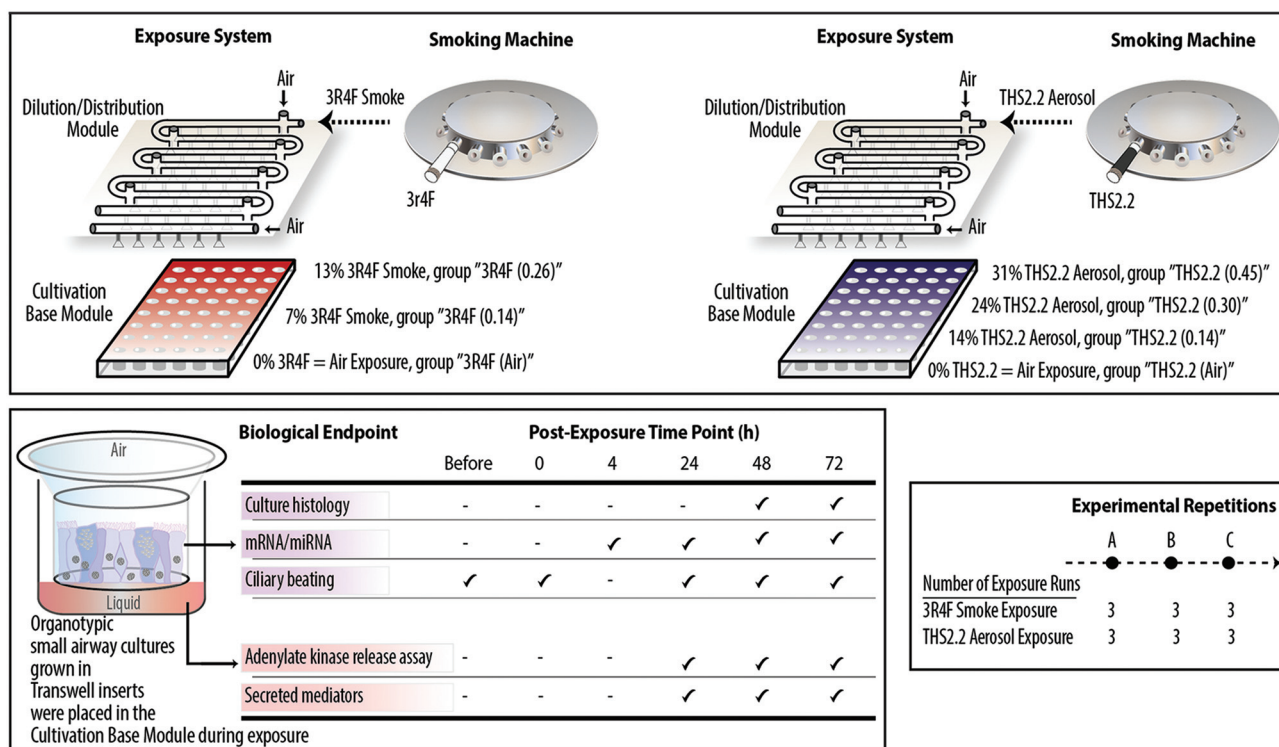 Exposure System
Smoking Machine
Air
Dilution/Distribution
Module
3R4F Smoke
3r4F
Air
13% 3R4F Smoke, group "3R4F (0.26)"
Cultivation
Base Module
7% 3R4F Smoke, group "3R4F (0.14)"
0% 3R4F = Air Exposure, group "3R4F (Air)"
Exposure System
Smoking Machine
Air
Dilution/Distribution
Module
THS2.2 Aerosol
THS2.2
Air
31% THS2.2 Aerosol, group "THS2.2 (0.45)"
Cultivation
Base Module
24% THS2.2 Aerosol, group "THS2.2 (0.30)"
14% THS2.2 Aerosol, group "THS2.2 (0.14)"
0% THS2.2 = Air Exposure, group "THS2.2 (Air)"
Air
Liquid
Organotypic
small airway cultures
grown in
Transwell inserts
were placed in the
Cultivation Base Module during exposure
Biological Endpoint Post-Exposure Time Point (h)
Before 0 4 24 48 72
Culture histology - - - - ✓ ✓
mRNA/miRNA - - ✓ ✓ ✓ ✓
Ciliary beating ✓ ✓ - ✓ ✓ ✓
Adenylate kinase release assay - - - ✓ ✓ ✓
Secreted mediators - - - ✓ ✓ ✓
Experimental Repetitions
A B C
Number of Exposure Runs
3R4F Smoke Exposure 3 3 3
THS2.2 Aerosol Exposure 3 3 3